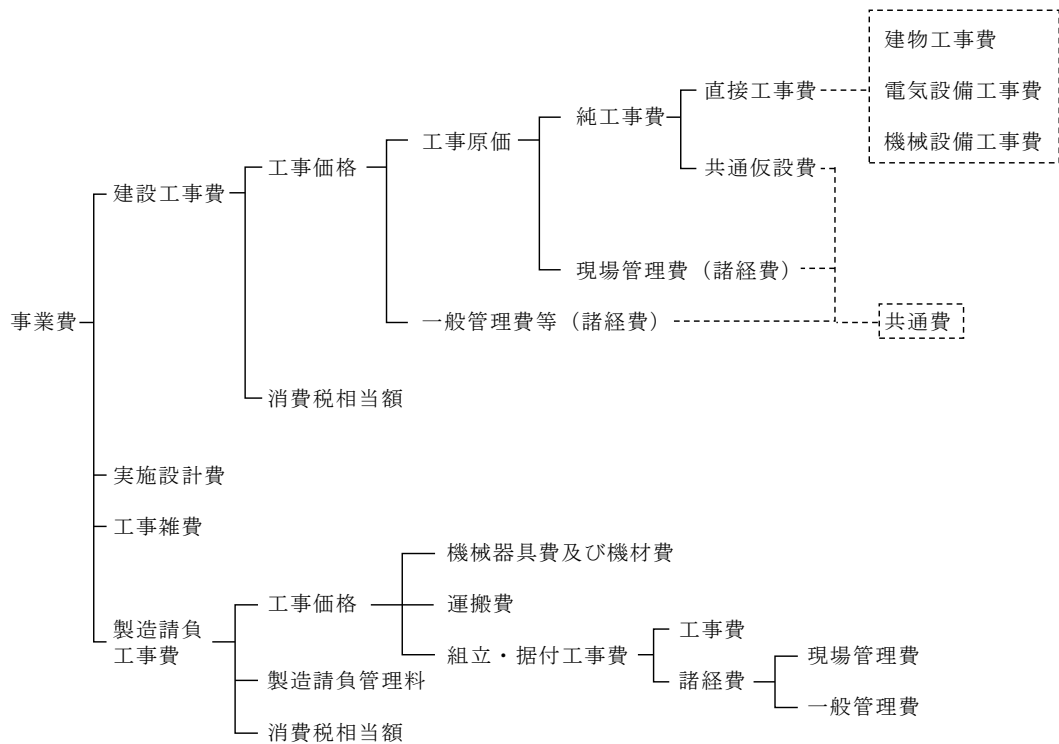 建物工事費
電気設備工事費
機械設備工事費
直接工事費
純工事費
工事原価
工事価格
共通仮設費
建設工事費
現場管理費（諸経費）
事業費
一般管理費等（諸経費）
共通費
消費税相当額
実施設計費
工事雑費
機械器具費及び機材費
工事価格
運搬費
製造請負
工事費
工事費
組立・据付工事費
現場管理費
製造請負管理料
諸経費
一般管理費
消費税相当額